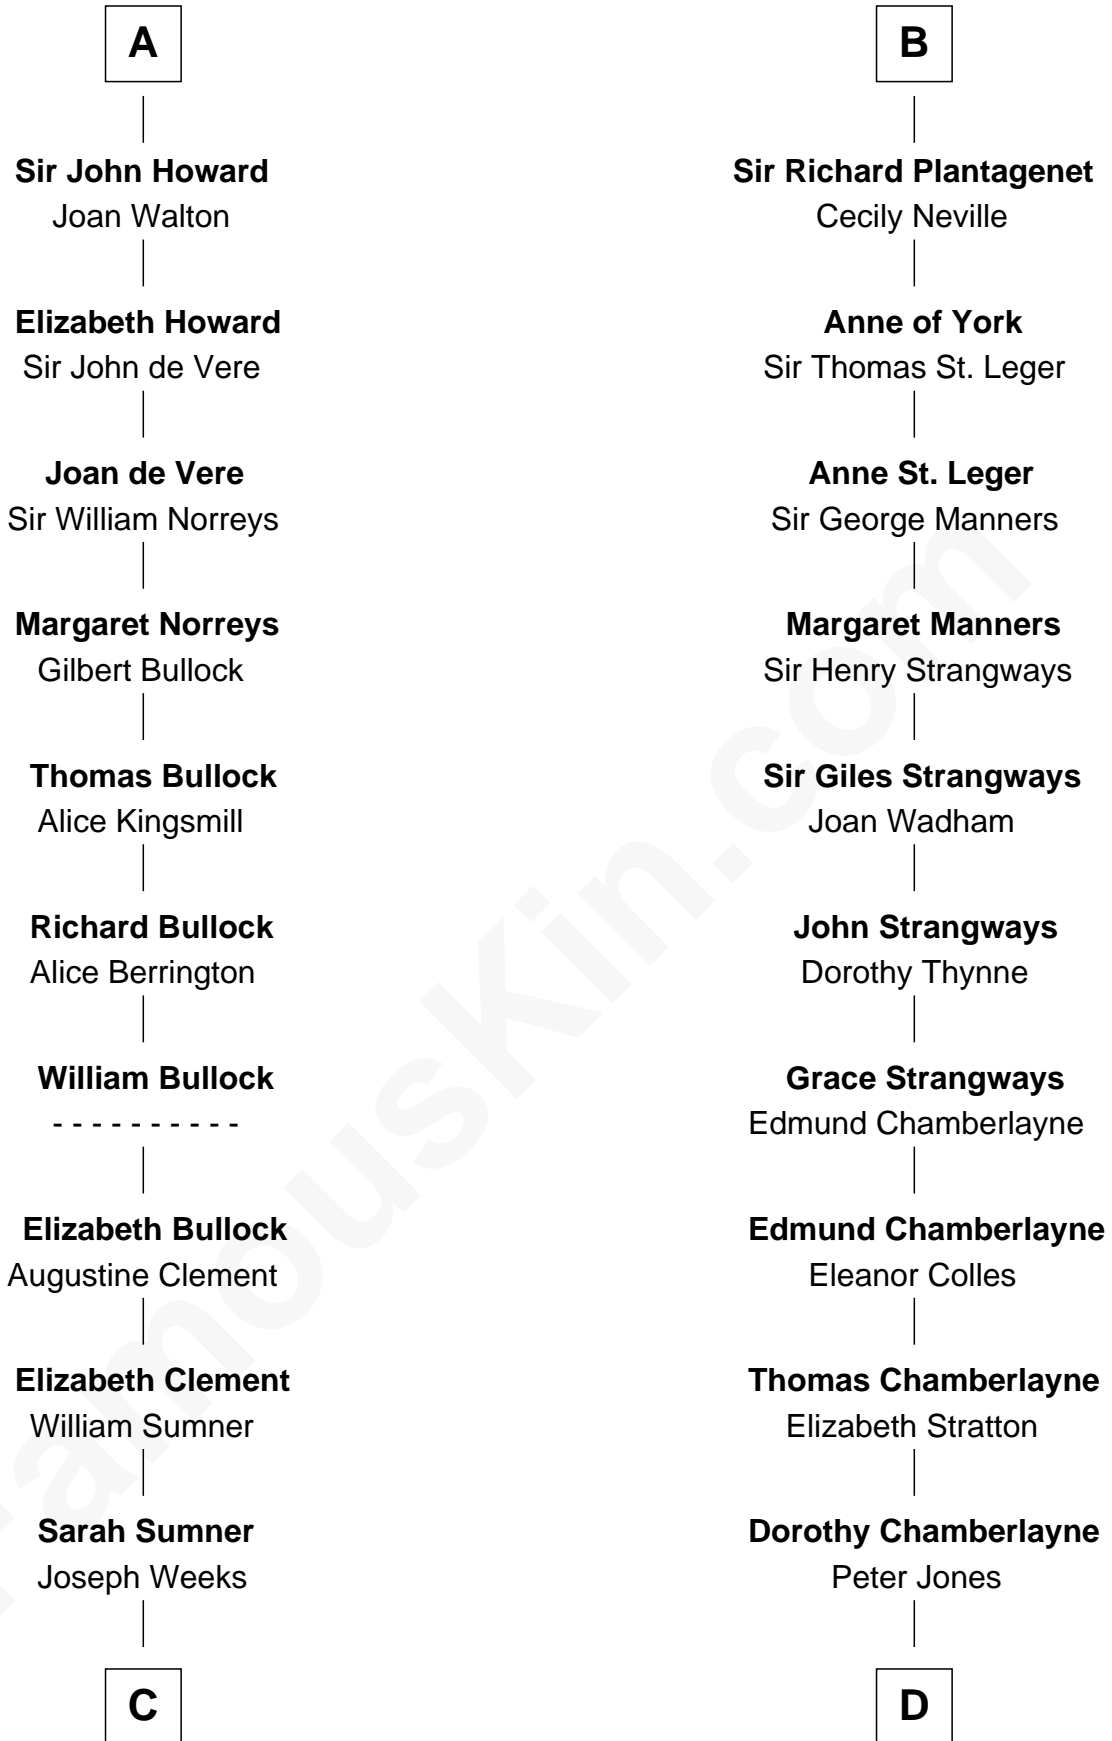 A
Sir John Howard
Joan Walton
Elizabeth Howard
Sir John de Vere
Joan de Vere
Sir William Norreys
Margaret Norreys
Gilbert Bullock
Thomas Bullock
Alice Kingsmill
Richard Bullock
Alice Berrington
William Bullock
- - - - - - - - - -
Elizabeth Bullock
Augustine Clement
Elizabeth Clement
William Sumner
Sarah Sumner
Joseph Weeks
C
B
Sir Richard Plantagenet
Cecily Neville
Anne of York
Sir Thomas St. Leger
Anne St. Leger
Sir George Manners
Margaret Manners
Sir Henry Strangways
Sir Giles Strangways
Joan Wadham
John Strangways
Dorothy Thynne
Grace Strangways
Edmund Chamberlayne
Edmund Chamberlayne
Eleanor Colles
Thomas Chamberlayne
Elizabeth Stratton
Dorothy Chamberlayne
Peter Jones
D
FamousKin.com